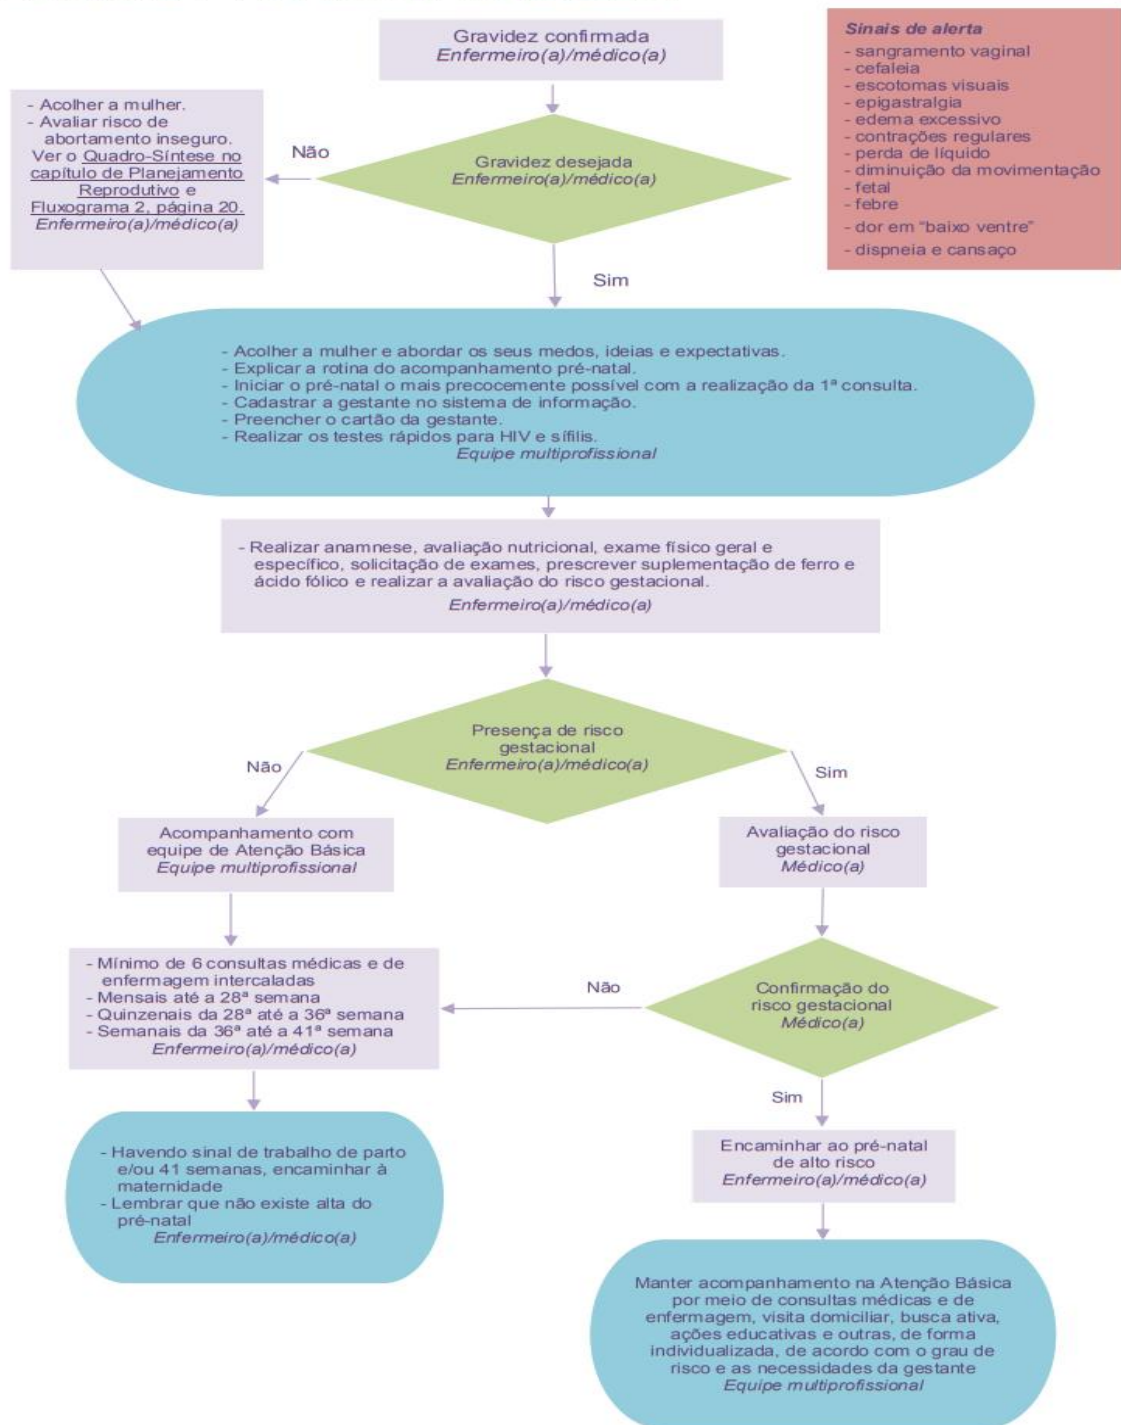 Gravidez confirmada
Enfermeiro(a)/médico(a)
Sinais de alerta
- sangramento vaginal
- cefaleia
- escotomas visuais
- epigastralgia
- edema excessivo
- contrações regulares
- perda de líquido
- diminuição da movimentação
- fetal
- febre
- dor em “baixo ventre”
- dispneia e cansaço
- Acolher a mulher.
- Avaliar risco de
abortamento inseguro.
Ver o Quadro-Síntese no
capítulo de Planejamento
Reprodutivo e
Fluxograma 2, página 20.
Enfermeiro(a)/médico(a)
Não
Gravidez desejada
Enfermeiro(a)/médico(a)
Sim
- Acolher a mulher e abordar os seus medos, ideias e expectativas.
- Explicar a rotina do acompanhamento pré-natal.
- Iniciar o pré-natal o mais precocemente possível com a realização da 1ª consulta.
- Cadastrar a gestante no sistema de informação.
- Preencher o cartão da gestante.
- Realizar os testes rápidos para HIV e sífilis.
Equipe multiprofissional
- Realizar anamnese, avaliação nutricional, exame físico geral e
específico, solicitação de exames, prescrever suplementação de ferro e
ácido fólico e realizar a avaliação do risco gestacional.
Enfermeiro(a)/médico(a)
Presença de risco
gestacional
Enfermeiro(a)/médico(a)
Não
Sim
Acompanhamento com
equipe de Atenção Básica
Equipe multiprofissional
Avaliação do risco
gestacional
Médico(a)
- Mínimo de 6 consultas médicas e de
enfermagem intercaladas
- Mensais até a 28ª semana
- Quinzenais da 28ª até a 36ª semana
- Semanais da 36ª até a 41ª semana
Enfermeiro(a)/médico(a)
Não
Confirmação do
risco gestacional
Médico(a)
Sim
- Havendo sinal de trabalho de parto
e/ou 41 semanas, encaminhar à
maternidade
- Lembrar que não existe alta do
pré-natal
Enfermeiro(a)/médico(a)
Encaminhar ao pré-natal
de alto risco
Enfermeiro(a)/médico(a)
Manter acompanhamento na Atenção Básica
por meio de consultas médicas e de
enfermagem, visita domiciliar, busca ativa,
ações educativas e outras, de forma
individualizada, de acordo com o grau de
risco e as necessidades da gestante
Equipe multiprofissional